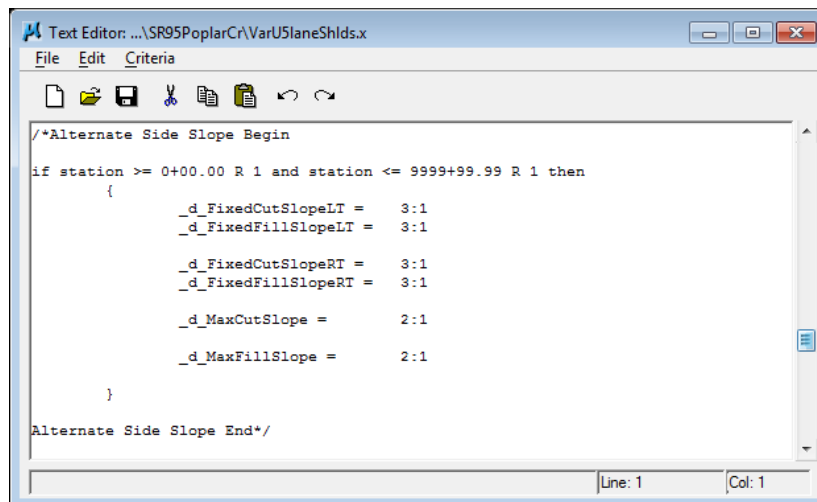 Text Editor: ...\SR95PoplarCr\VarU5laneShlds.x
File Edit Criteria
/*Alternate Side Slope Begin
if station >= 0+00.00 R 1 and station <= 9999+99.99 R 1 then
{
_d_FixedCutSlopeLT = 3:1
_d_FixedFillSlopeLT = 3:1
_d_FixedCutSlopeRT = 3:1
_d_FixedFillSlopeRT = 3:1
_d_MaxCutSlope = 2:1
_d_MaxFillSlope = 2:1
}
Alternate Side Slope End*/
Line: 1 Col: 1